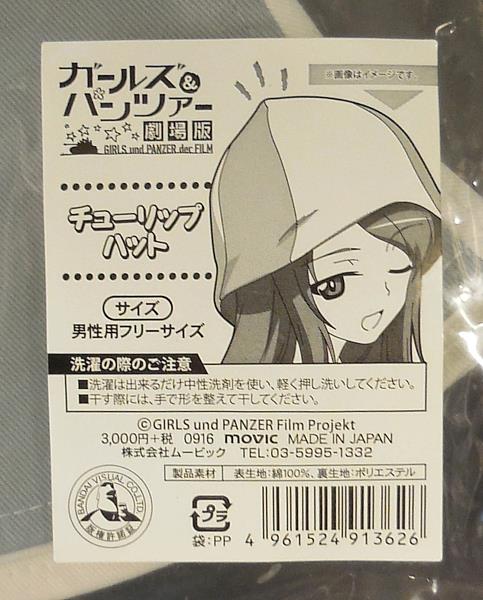 ガールズ&
パンツァー
劇場版
GIRLS und PANZER der FILM
※画像はイメージです。
チューリップ
ハット
サイズ
男性用フリーサイズ
洗濯の際のご注意
■洗濯は出来るだけ中性洗剤を使い、軽く押し洗いしてください。
■干す際には、手で形を整えて干してください。
©GIRLS und PANZER Film Projekt
3,000円+税 0916 movic MADE IN JAPAN
株式会社ムービック TEL:03-5995-1332
製品素材 表生地:綿100%、裏生地:ポリエステル
BANDAI VISUAL CO.,LTD.
版権許諾証
プラ
袋:PP
4 961524 913626